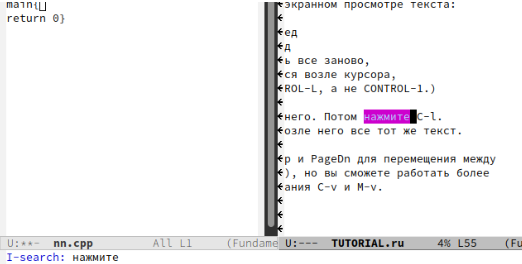 main{
return 0}
экранном просмотре текста:
ед
д
ь все заново,
ся возле курсора,
ROL-L, а не CONTROL-1.)
него. Потом нажмите C-l.
озле него все тот же текст.
р и PageDn для перемещения между
), но вы сможете работать более
ания C-v и M-v.
U:**- nn.cpp All L1 (Fundame
U:--- TUTORIAL.ru 4% L55 (Fu
I-search: нажмите